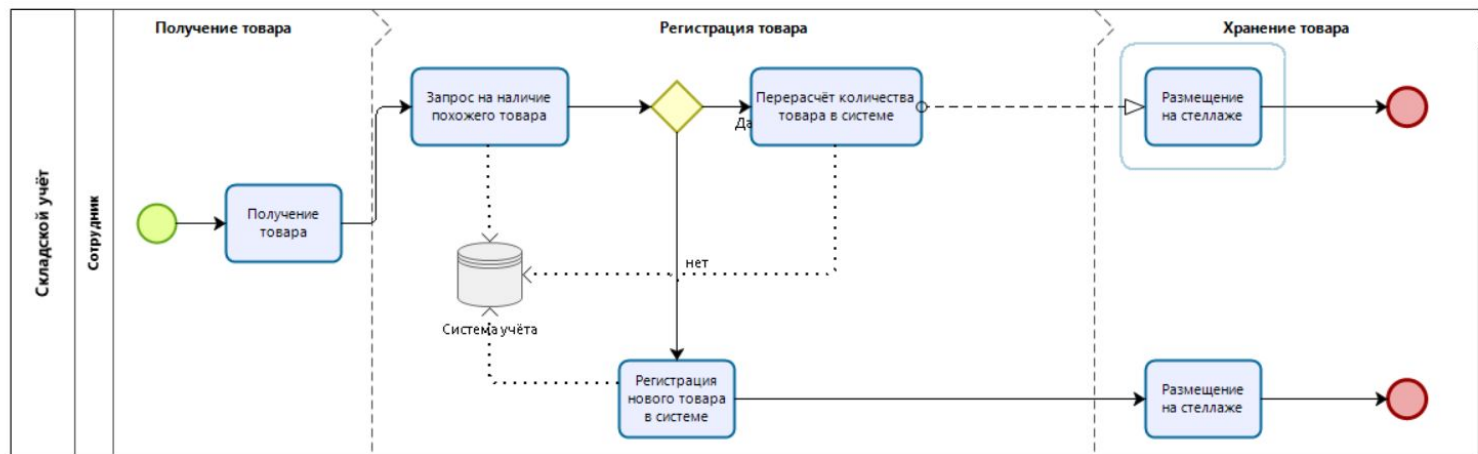 Складской учёт
Сотрудник
Получение товара
Регистрация товара
Хранение товара
Запрос на наличие
похожего товара
Да
Перерасчёт количества
товара в системе
Размещение
на стеллаже
Получение
товара
нет
Система учёта
Регистрация
нового товара
в системе
Размещение
на стеллаже